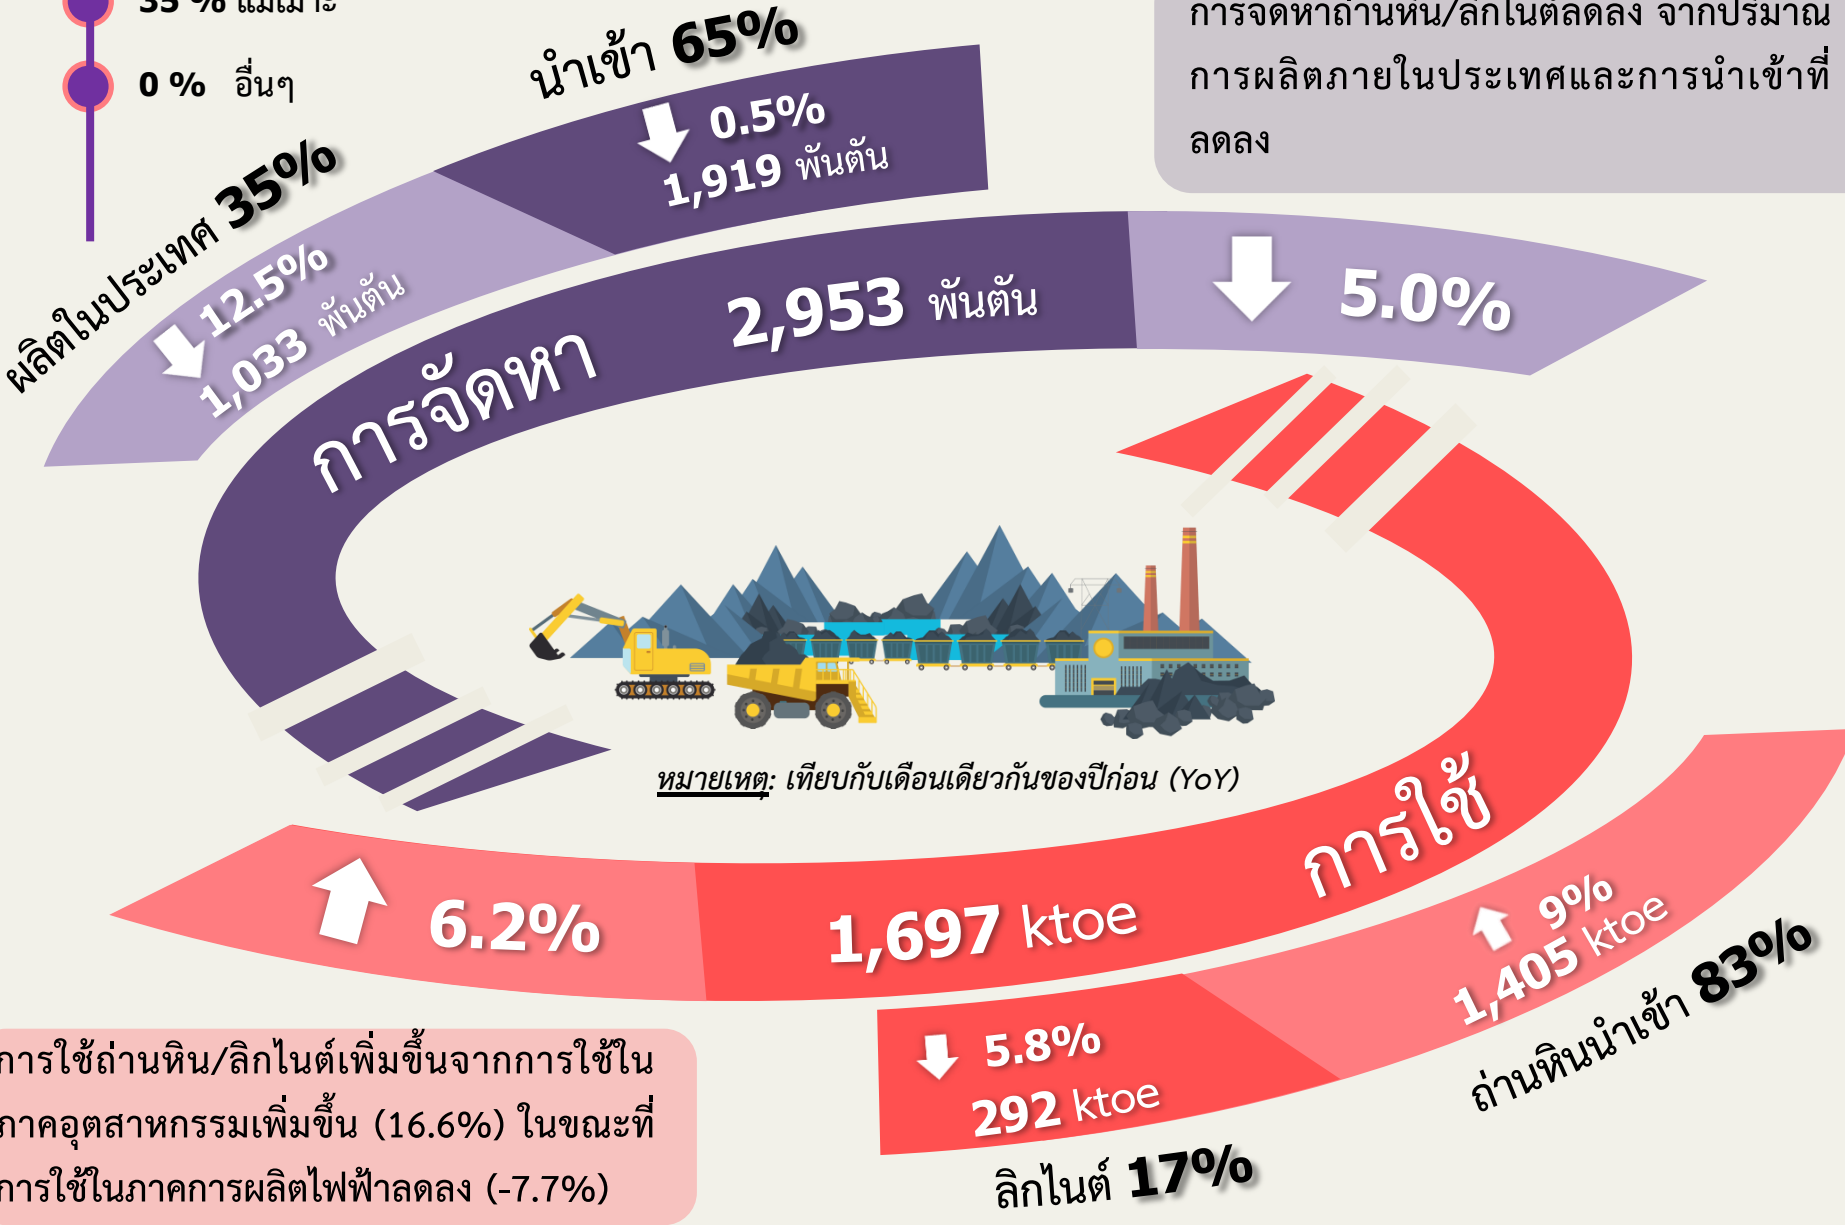 35 % แม่เมาะ
0 % อื่นๆ
การจัดหาถ่านหิน/ลิกไนต์ลดลง จากปริมาณ
การผลิตภายในประเทศและการนำเข้าที่
ลดลง
นำเข้า 65%
0.5%
1,919 พันตัน
ผลิตในประเทศ 35%
12.5%
1,033 พันตัน
การจัดหา 2,953 พันตัน 5.0%
หมายเหตุ: เทียบกับเดือนเดียวกันของปีก่อน (YoY)
การใช้
6.2% 1,697 ktoe
9%
1,405 ktoe
ถ่านหินนำเข้า 83%
5.8%
292 ktoe
ลิกไนต์ 17%
การใช้ถ่านหิน/ลิกไนต์เพิ่มขึ้นจากการใช้ใน
ภาคอุตสาหกรรมเพิ่มขึ้น (16.6%) ในขณะที่
การใช้ในภาคการผลิตไฟฟ้าลดลง (-7.7%)